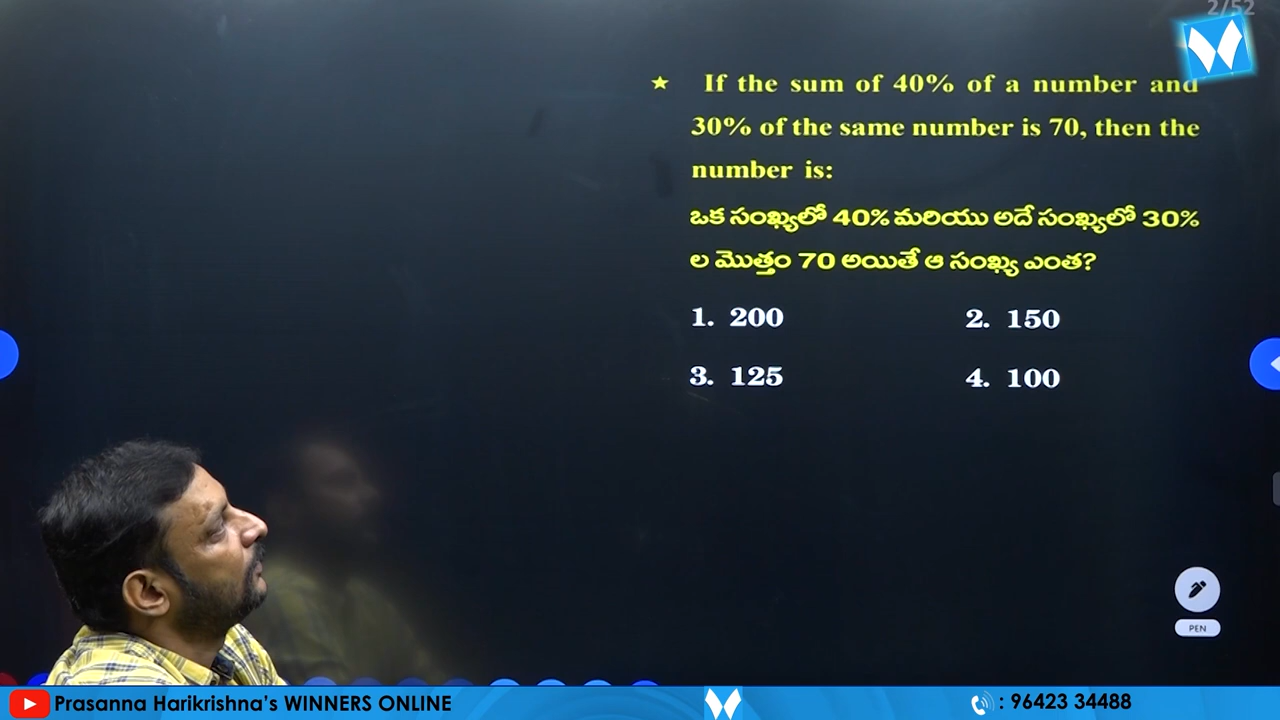 2/52
★ If the sum of 40% of a number and
30% of the same number is 70, then the
number is:
ఒక సంఖ్యలో 40% మరియు అదే సంఖ్యలో 30%
ల మొత్తం 70 అయితే ఆ సంఖ్య ఎంత?
1. 200 2. 150
3. 125 4. 100
PEN
Prasanna Harikrishna's WINNERS ONLINE : 96423 34488